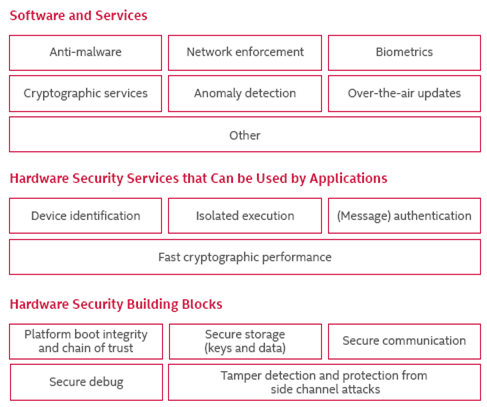 Software and Services
Anti-malware
Network enforcement
Biometrics
Cryptographic services
Anomaly detection
Over-the-air updates
Other
Hardware Security Services that Can be Used by Applications
Device identification
Isolated execution
(Message) authentication
Fast cryptographic performance
Hardware Security Building Blocks
Platform boot integrity
and chain of trust
Secure storage
(keys and data)
Secure communication
Secure debug
Tamper detection and protection from
side channel attacks